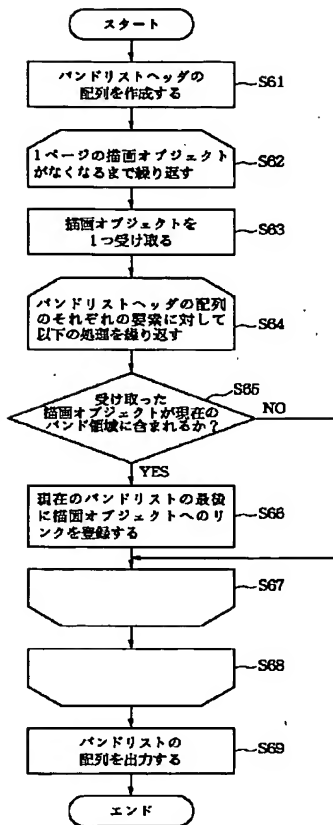 スタート
バンドリストヘッダの
配列を作成する
S61
1ページの描画オブジェクト
がなくなるまで繰り返す
S62
描画オブジェクトを
1つ受け取る
S63
バンドリストヘッダの配列
のそれぞれの要素に対して
以下の処理を繰り返す
S64
受け取った
描画オブジェクトが現在の
バンド領域に含まれるか?
S65
NO
YES
現在のバンドリストの最後
に描画オブジェクトへのリ
ンクを登録する
S66
S67
S68
バンドリストの
配列を出力する
S69
エンド